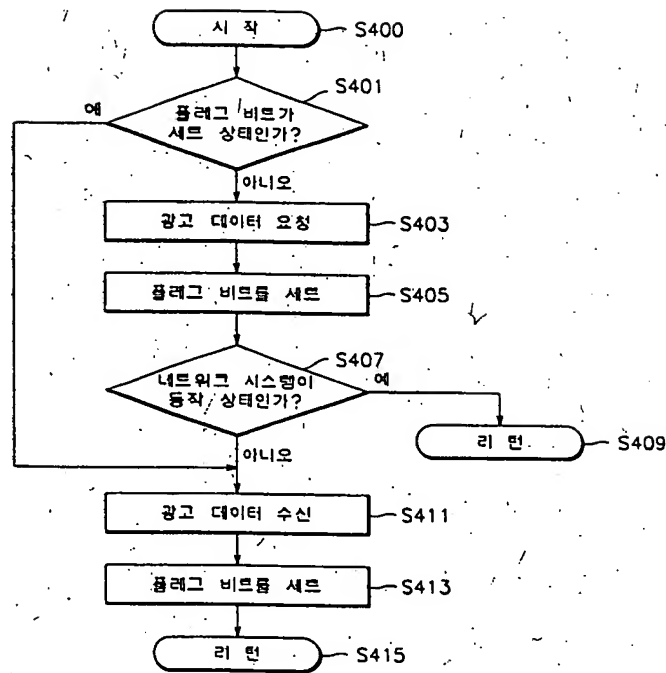 시 작
S400
S401
예
플레그 비트가
세트 상태인가?
아니오
광고 데이터 요청
S403
플레그 비트를 세트
S405
S407
네트워크 시스템이
동작 상태인가?
예
리 턴
S409
아니오
광고 데이터 수신
S411
플레그 비트를 세트
S413
리 턴
S415